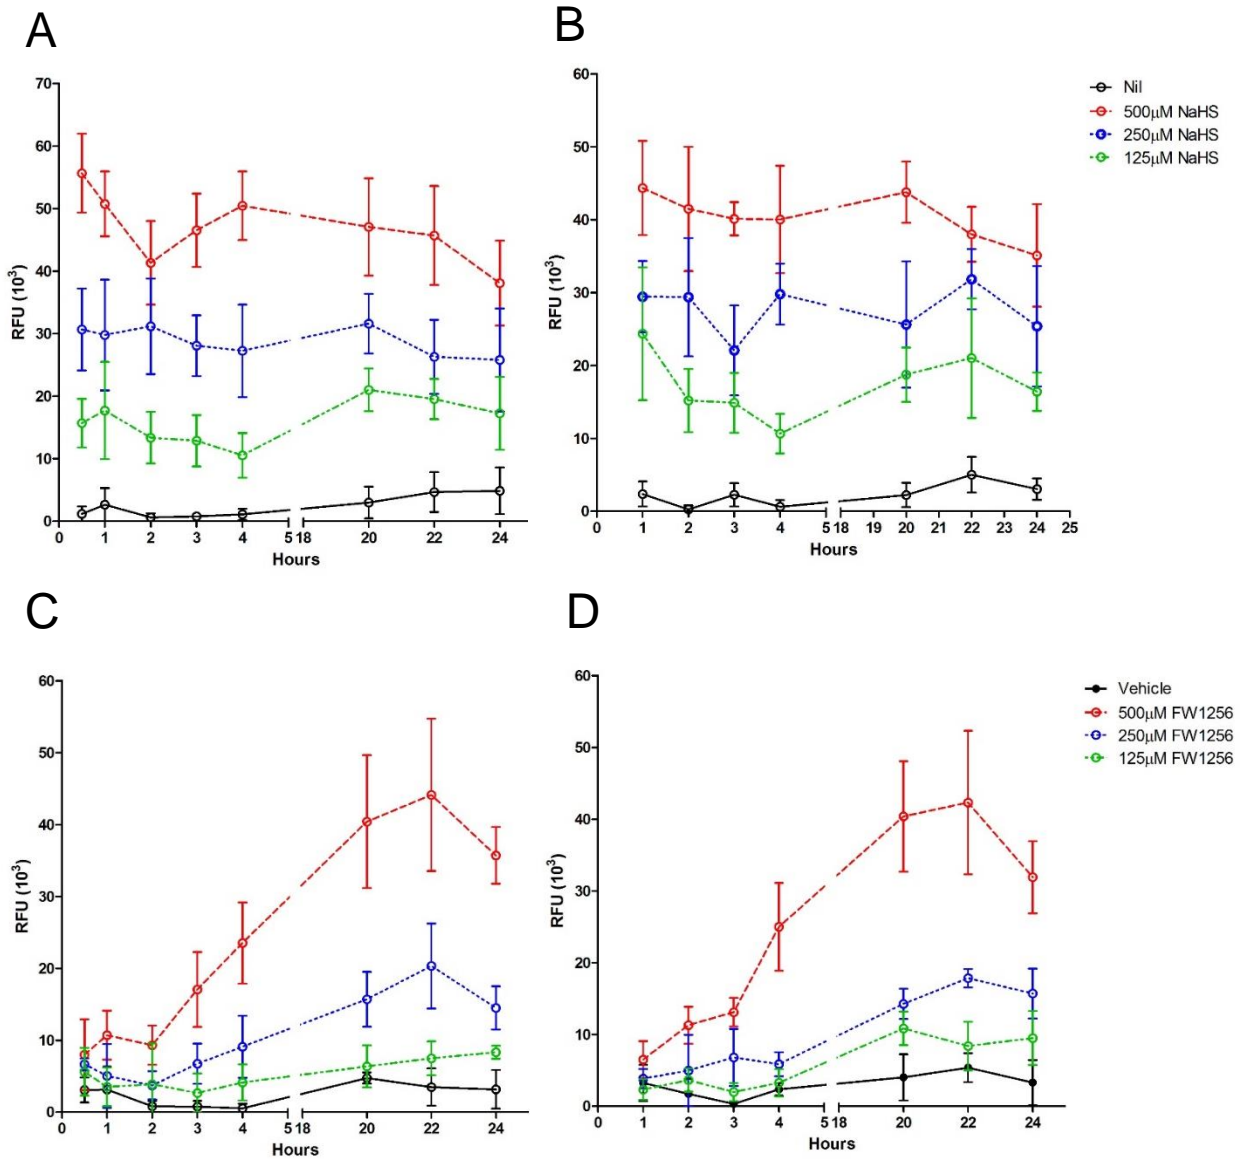 A
B
70
60
50
40
30
20
10
0
RFU (10³)
0 1 2 3 4 5 18 20 22 24
Hours
60
50
40
30
20
10
0
RFU (10³)
0 1 2 3 4 5 18 19 20 21 22 23 24 25
Hours
Nil
500µM NaHS
250µM NaHS
125µM NaHS
C
D
60
50
40
30
20
10
0
RFU (10³)
0 1 2 3 4 5 18 20 22 24
Hours
60
50
40
30
20
10
0
RFU (10³)
0 1 2 3 4 5 18 20 22 24
Hours
Vehicle
500µM FW1256
250µM FW1256
125µM FW1256